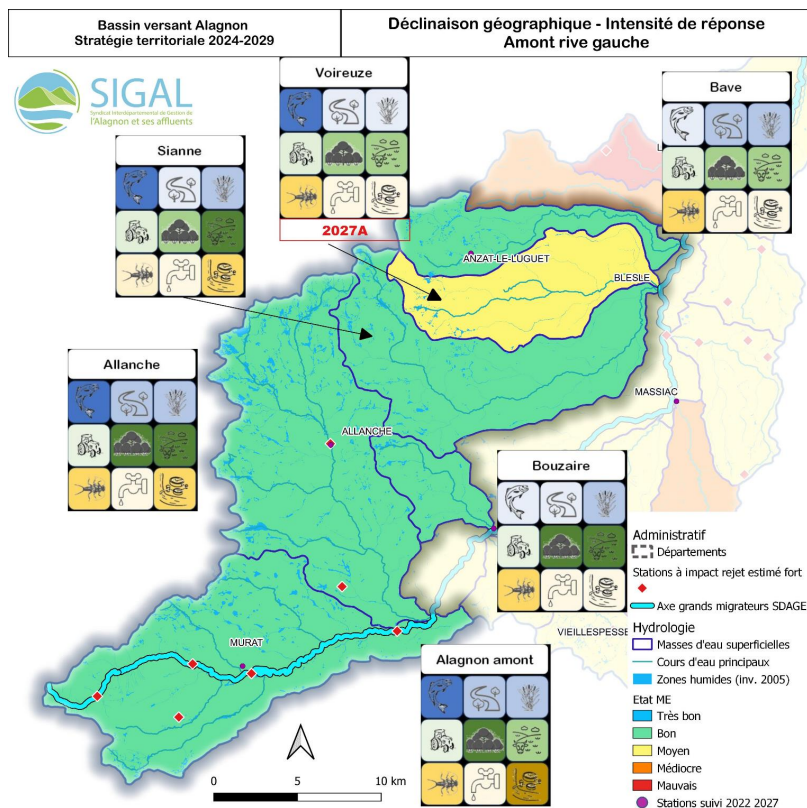 Bassin versant Alagnon
Stratégie territoriale 2024-2029
Déclinaison géographique - Intensité de réponse
Amont rive gauche
SIGAL
Syndicat Interdépartemental de Gestion de
l'Alagnon et ses affluents
Voireuze
2027A
Bave
Sianne
L
ANZAT-LE-LUGUET
BLESLE
Allanche
MASSIAC
ALLANCHE
Bouzaire
MURAT
VIEILLESPESSE
Alagnon amont
0 5 10 km
Administratif
Départements
Stations à impact rejet estimé fort
Axe grands migrateurs SDAGE
Hydrologie
Masses d'eau superficielles
Cours d'eau principaux
Zones humides (inv. 2005)
Etat ME
Très bon
Bon
Moyen
Médiocre
Mauvais
Stations suivi 2022 2027